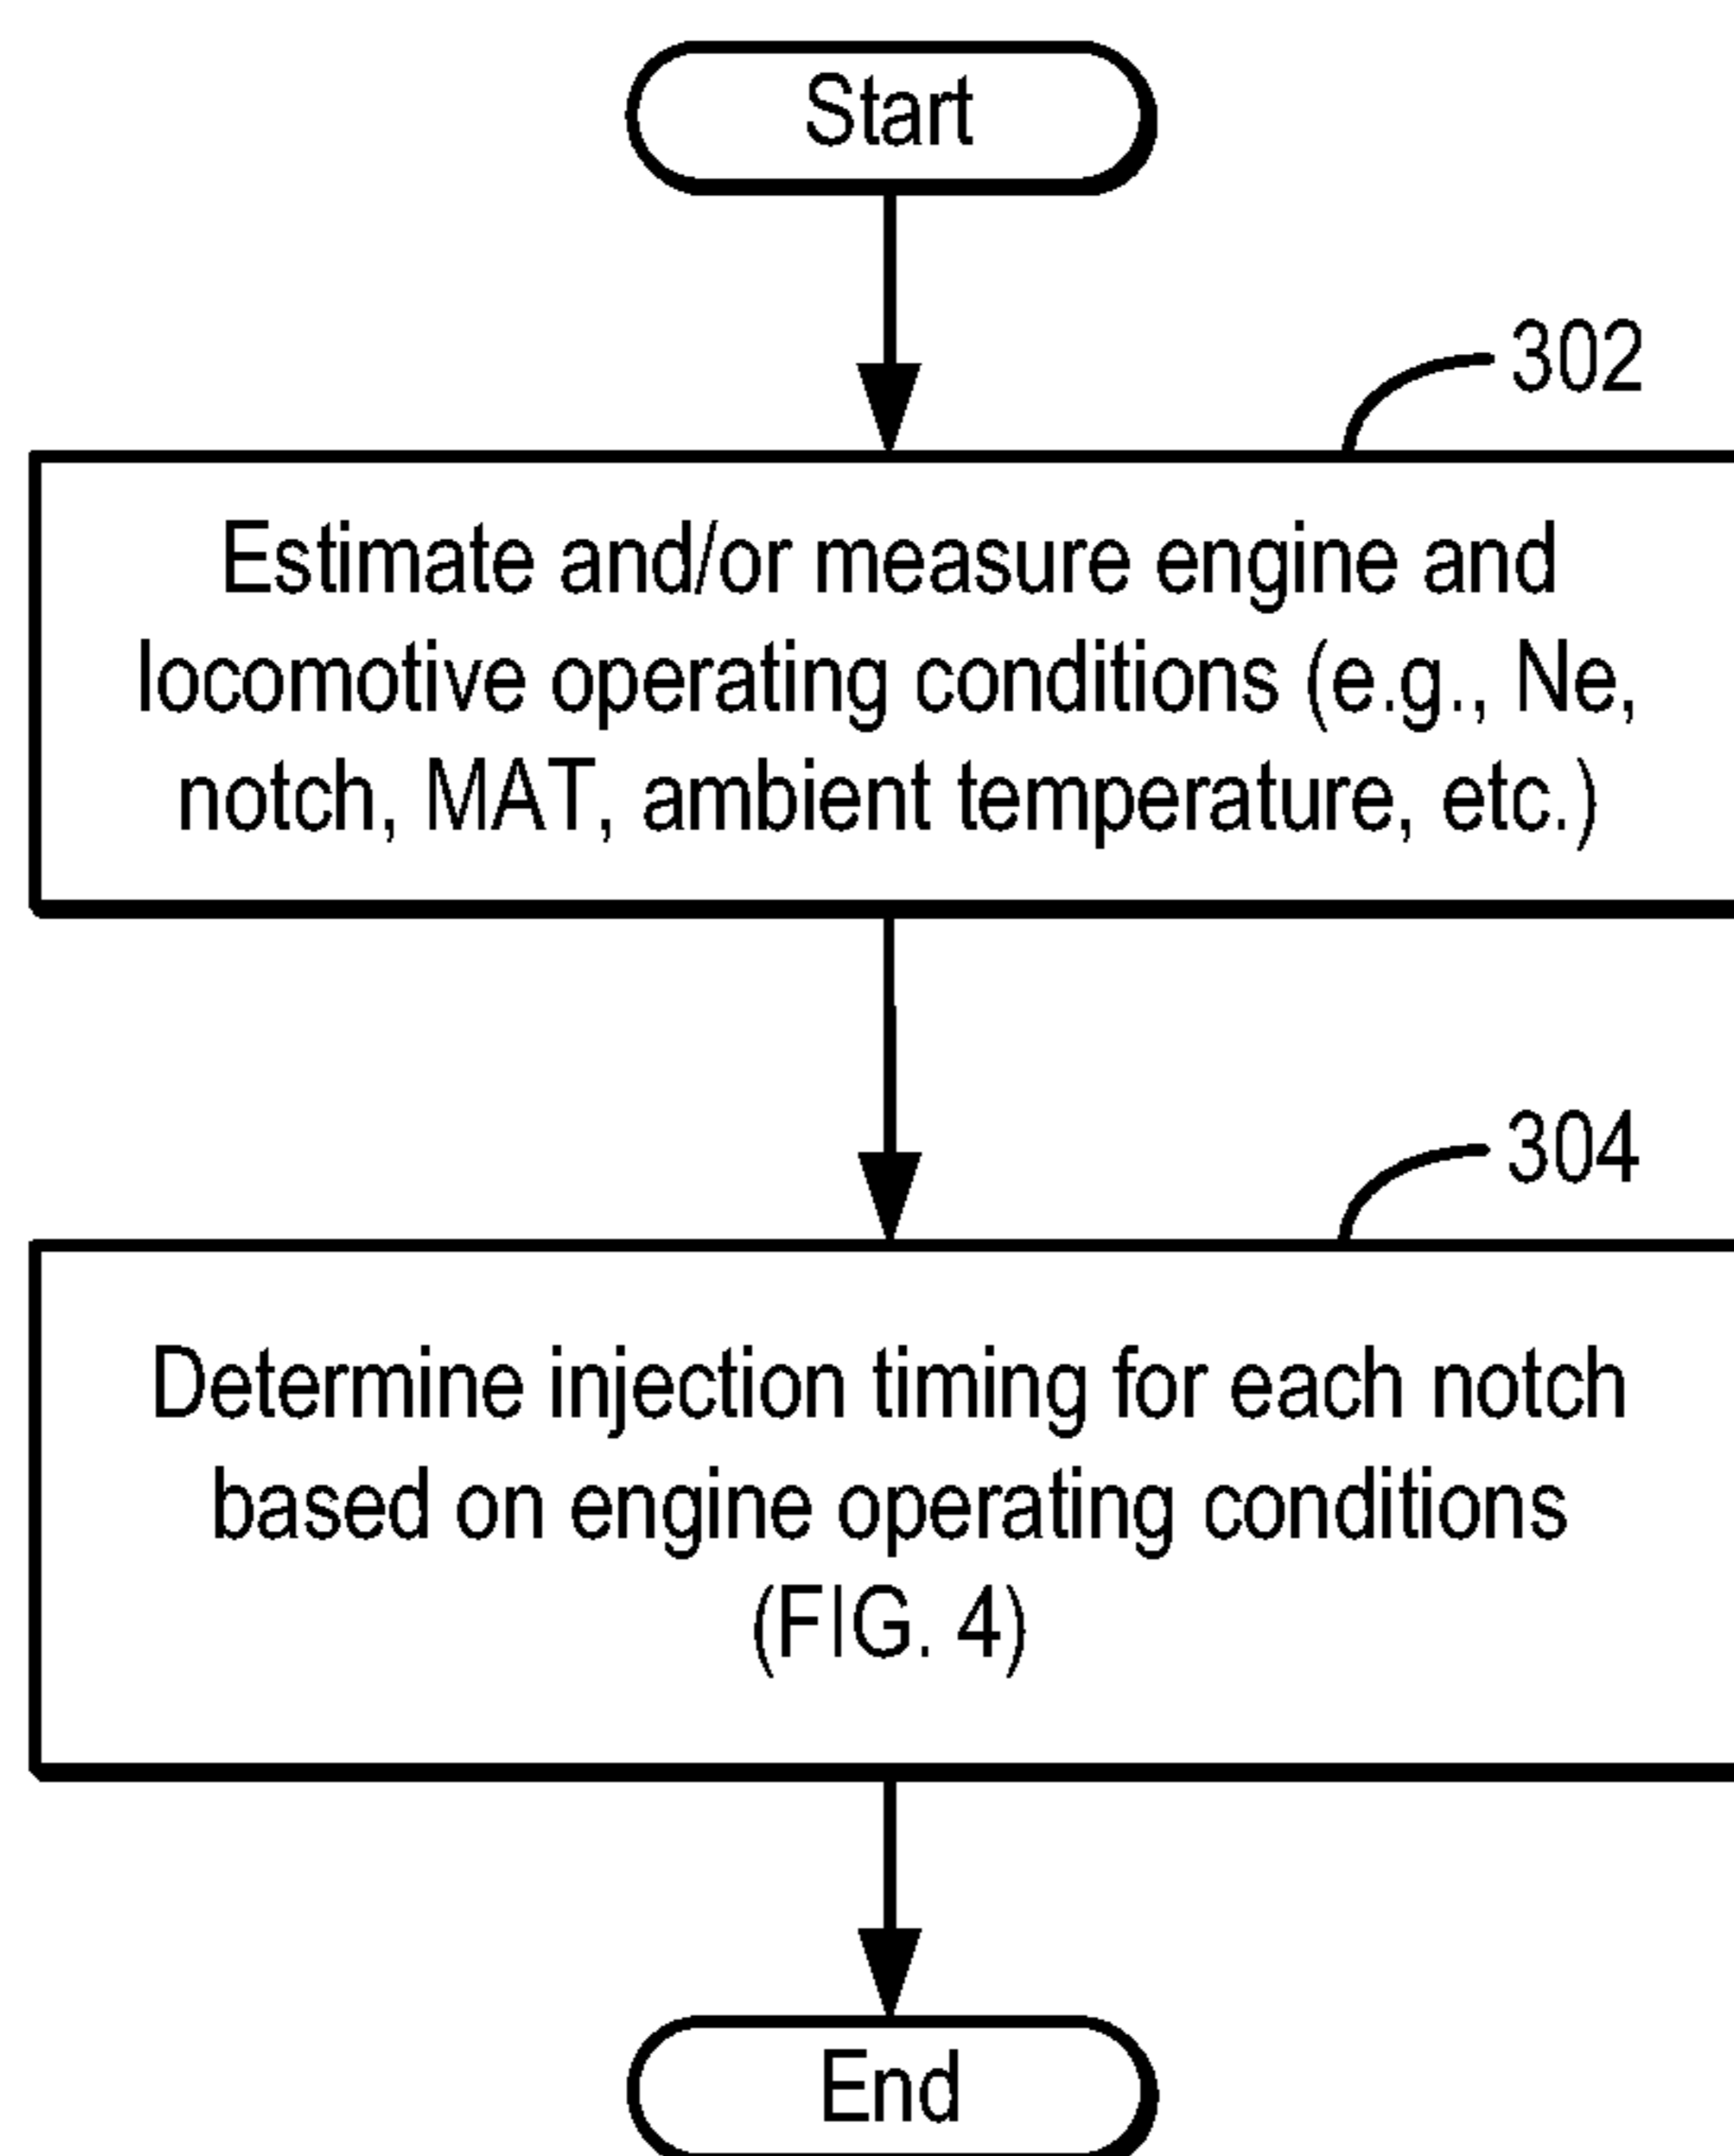 Start
302
Estimate and/or measure engine and
locomotive operating conditions (e.g., Ne,
notch, MAT, ambient temperature, etc.)
304
Determine injection timing for each notch
based on engine operating conditions
(FIG. 4)
End